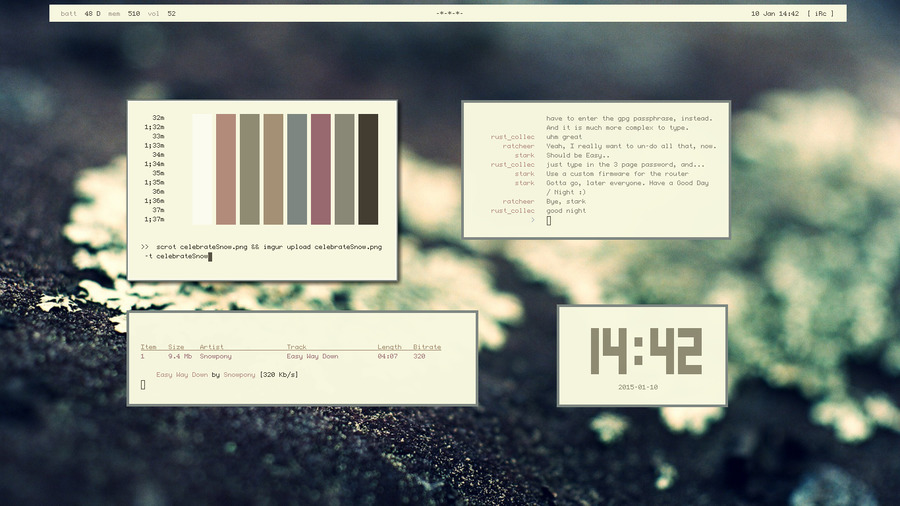 batt 48 D mem 510 vol 52
-*-*-*-
10 Jan 14:42 [ iRc ]
32m
1;32m
33m
1;33m
34m
1;34m
35m
1;35m
36m
1;36m
37m
1;37m
>> scrot celebrateSnow.png && imgur upload celebrateSnow.png
-t celebrateSnow
have to enter the gpg passphrase, instead.
And it is much more complex to type.
rust_collec uhm great
ratcheer Yeah, I really want to un-do all that, now.
stark Should be Easy..
rust_collec just type in the 3 page password, and...
stark Use a custom firmware for the router
stark Gotta go, later everyone. Have a Good Day
/ Night :)
ratcheer Bye, stark
rust_collec good night
>
Item Size Artist Track Length Bitrate
1 9.4 Mb Snowpony Easy Way Down 04:07 320
Easy Way Down by Snowpony [320 Kb/s]
14:42
2015-01-10